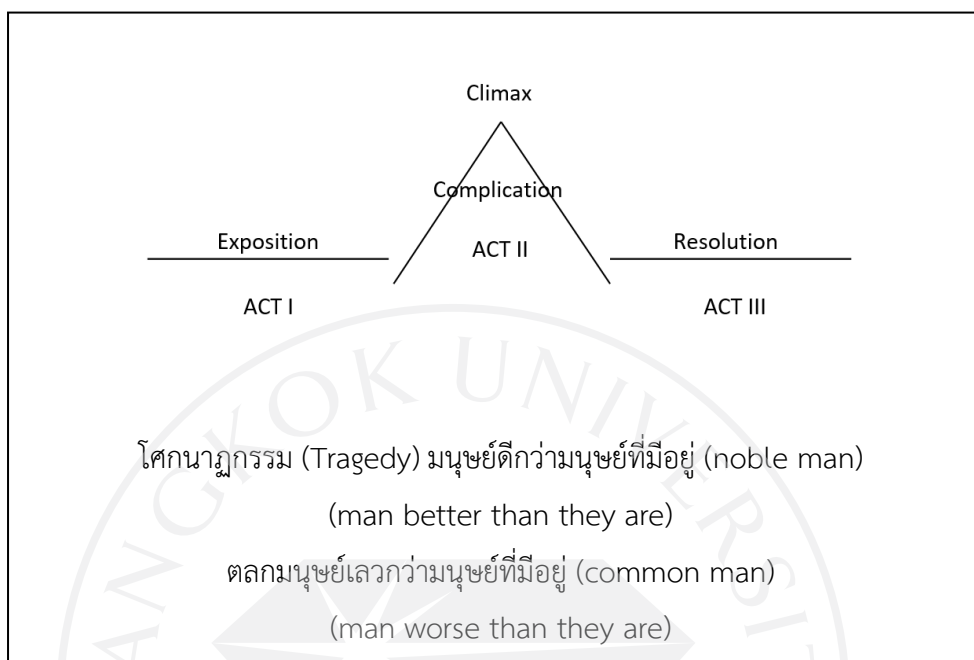 Climax
Complication
Exposition
ACT II
Resolution
ACT I
ACT III
โศกนาฏกรรม (Tragedy) มนุษย์ดีกว่ามนุษย์ที่มีอยู่ (noble man)
(man better than they are)
ตลกมนุษย์เลวกว่ามนุษย์ที่มีอยู่ (common man)
(man worse than they are)